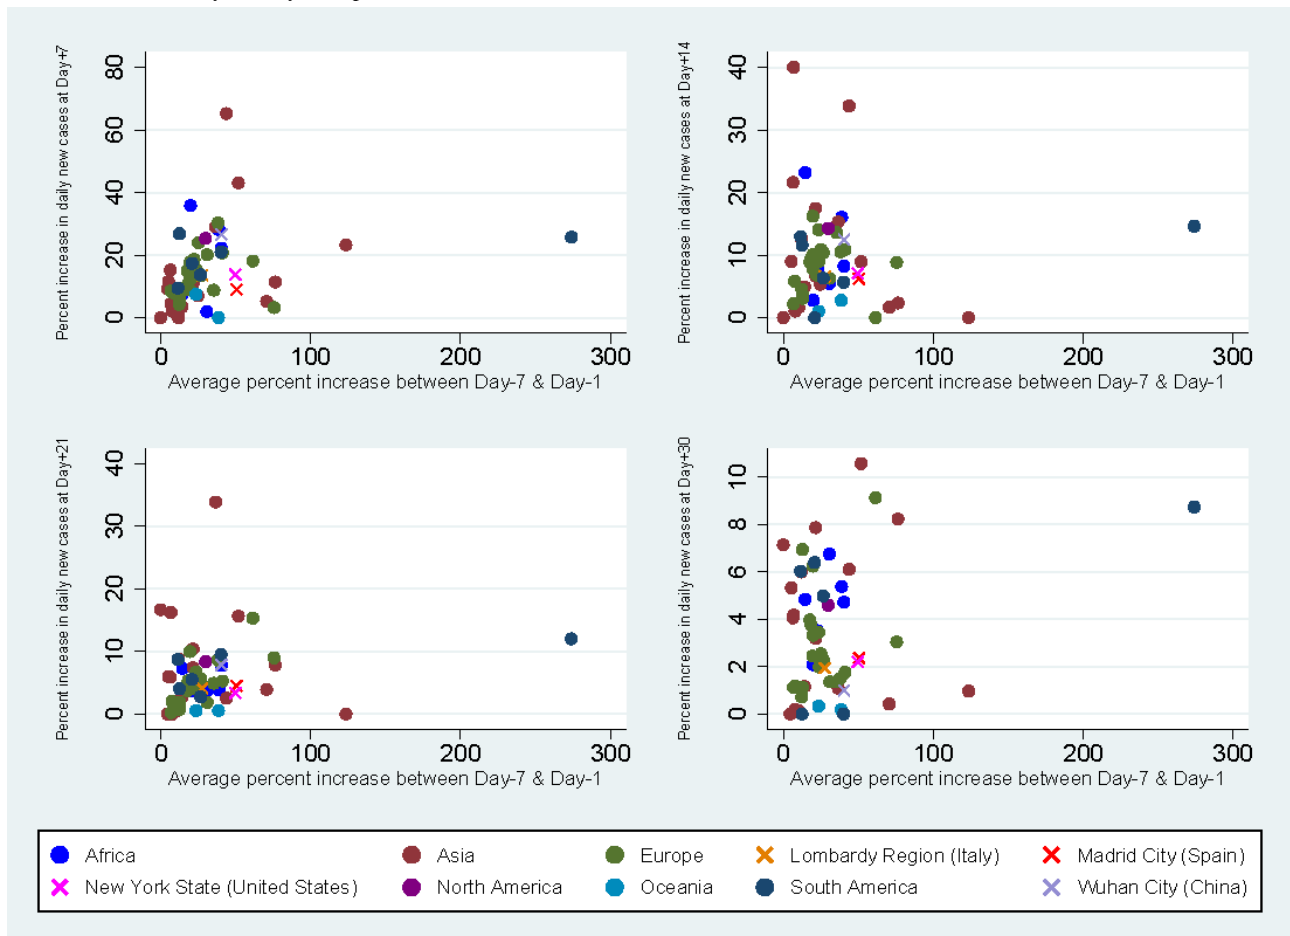 Percent increase in daily new cases at Day+7
80
60
40
20
0
0 100 200 300
Average percent increase between Day-7 & Day-1
Percent increase in daily new cases at Day+14
40
30
20
10
0
0 100 200 300
Average percent increase between Day-7 & Day-1
Percent increase in daily new cases at Day+21
40
30
20
10
0
0 100 200 300
Average percent increase between Day-7 & Day-1
Percent increase in daily new cases at Day+30
10
8
6
4
2
0
0 100 200 300
Average percent increase between Day-7 & Day-1
Africa Asia Europe Lombardy Region (Italy) Madrid City (Spain)
New York State (United States) North America Oceania South America Wuhan City (China)